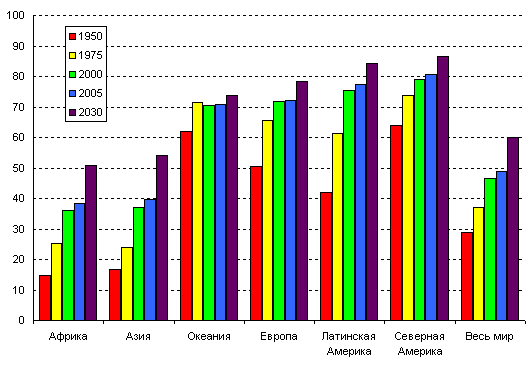 100
90
80
70
60
50
40
30
20
10
0
1950
1975
2000
2005
2030
Африка
Азия
Океания
Европа
Латинская
Америка
Северная
Америка
Весь мир